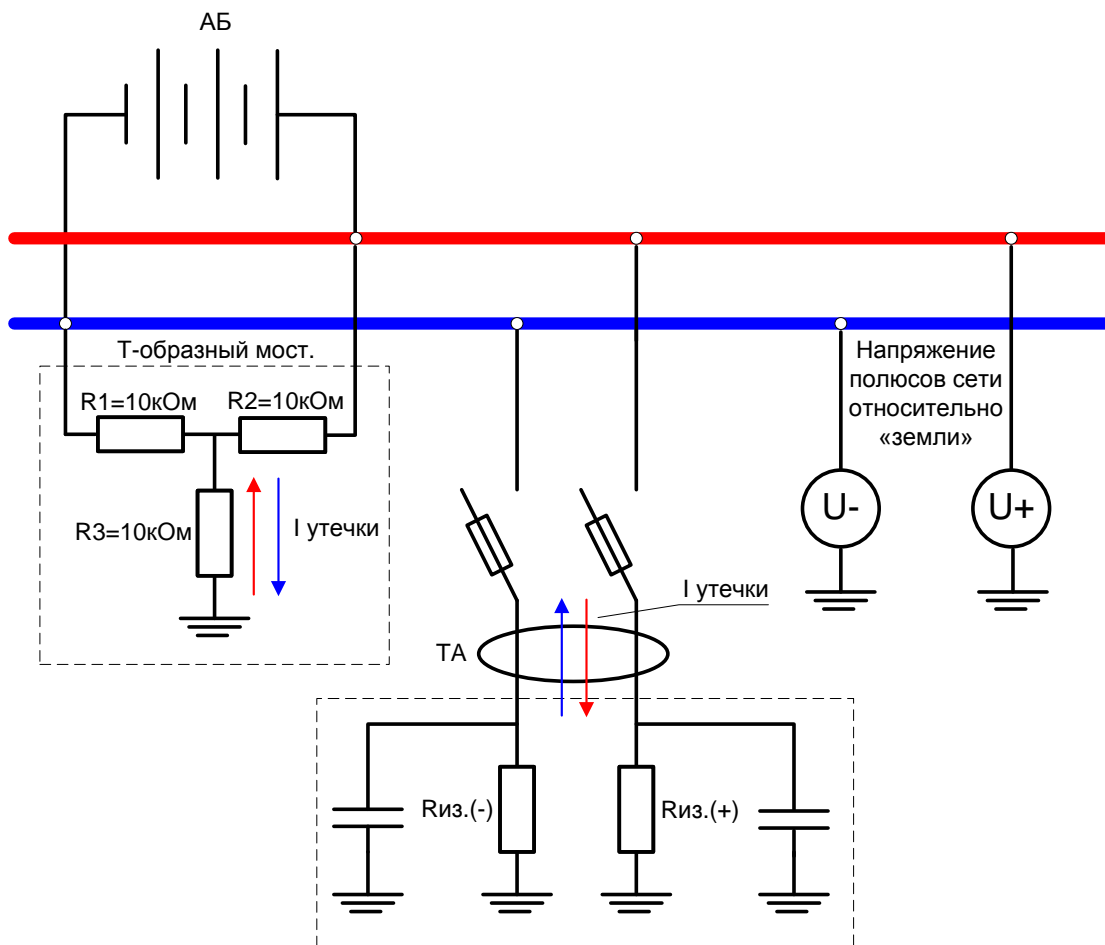 АБ
Т-образный мост.
R1=10кОм
R2=10кОм
R3=10кОм
I утечки
Напряжение
полюсов сети
относительно
«земли»
U-
U+
I утечки
ТА
Rиз.(-)
Rиз.(+)